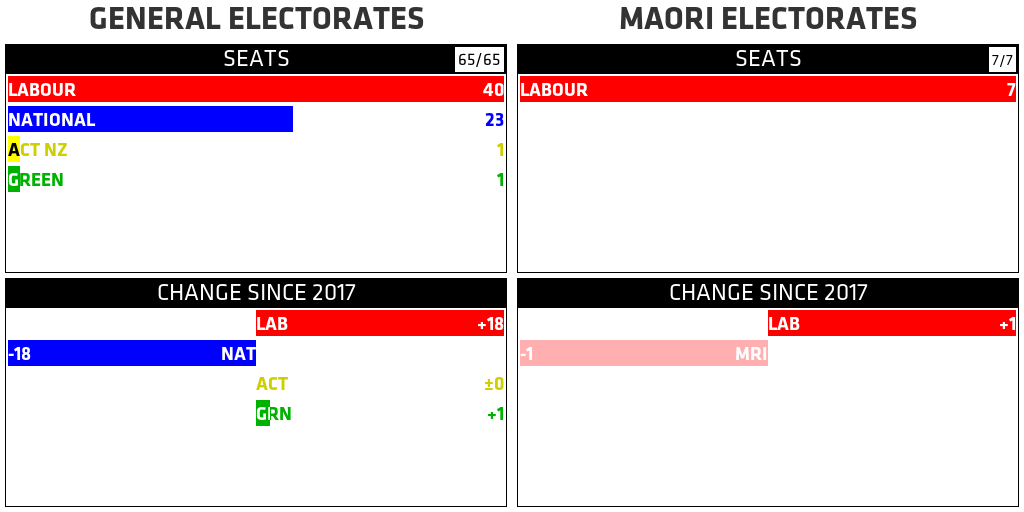 GENERAL ELECTORATES
SEATS 65/65
LABOUR 40
NATIONAL 23
ACT NZ 1
GREEN 1
CHANGE SINCE 2017
LAB +18
-18 NAT
ACT ±0
GRN +1
MAORI ELECTORATES
SEATS 7/7
LABOUR 7
CHANGE SINCE 2017
LAB +1
-1 MRI